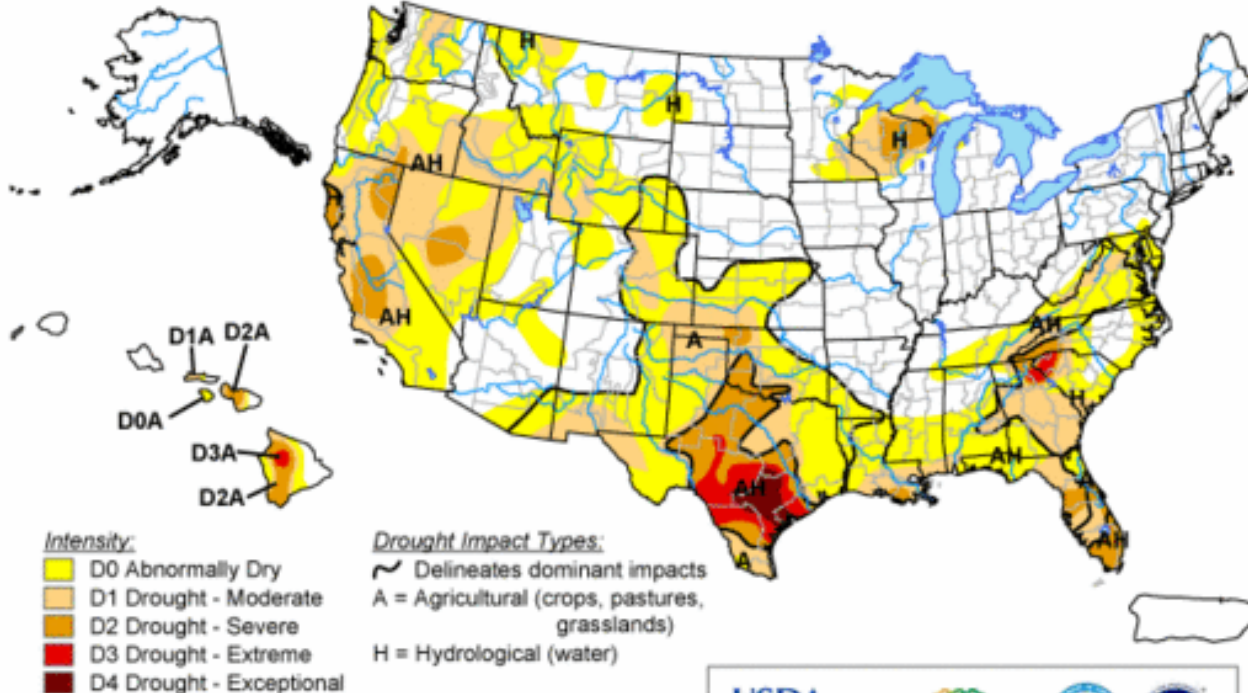 H
H
H
AH
AH
D1A D2A
A
AH
D0A
H
D3A
AH
AH
A
D2A
AH
A
Intensity:
D0 Abnormally Dry
D1 Drought - Moderate
D2 Drought - Severe
D3 Drought - Extreme
D4 Drought - Exceptional
Drought Impact Types:
Delineates dominant impacts
A = Agricultural (crops, pastures,
grasslands)
H = Hydrological (water)
USDA